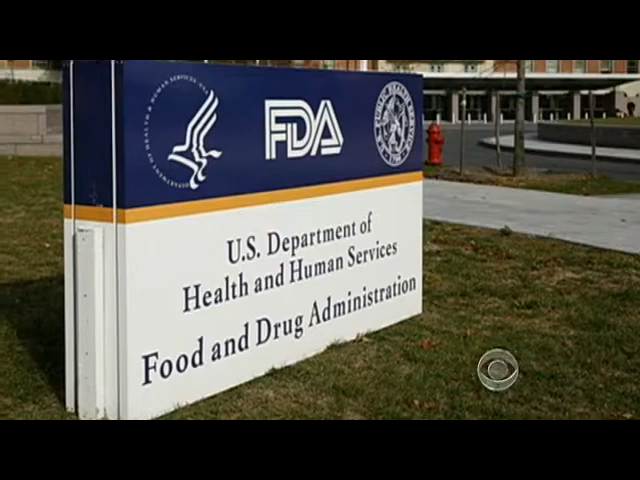 FDA
U.S. Department of
Health and Human Services
Food and Drug Administration